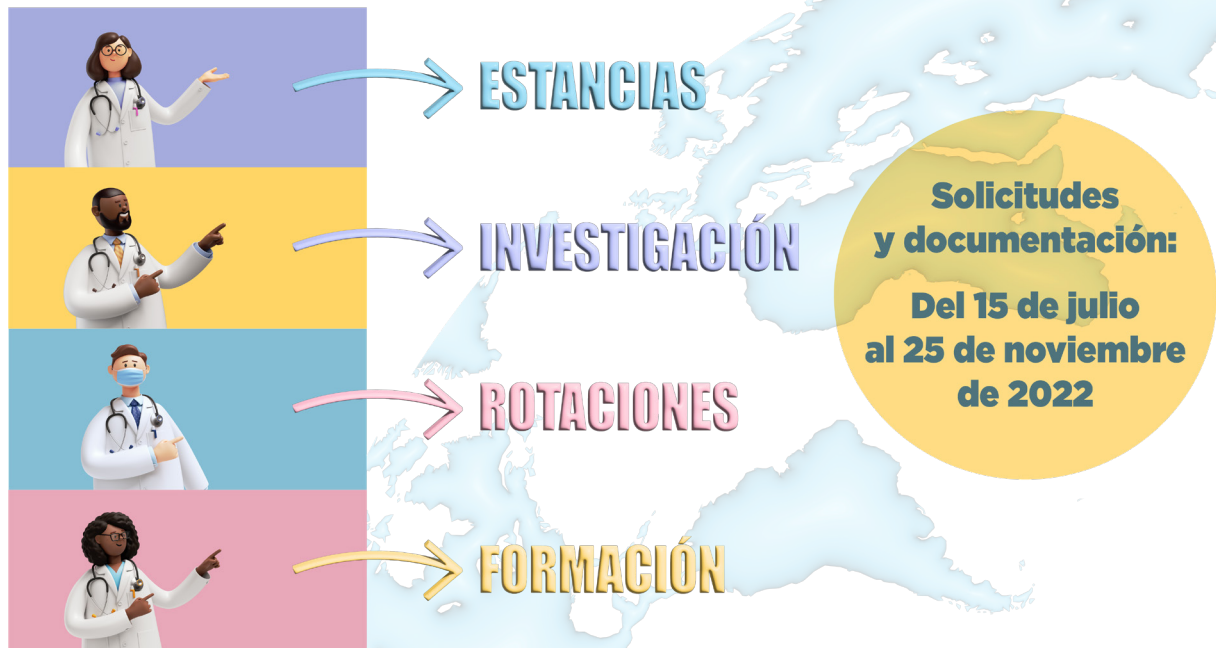 ESTANCIAS
INVESTIGACIÓN
ROTACIONES
FORMACIÓN
Solicitudes
y documentación:
Del 15 de julio
al 25 de noviembre
de 2022